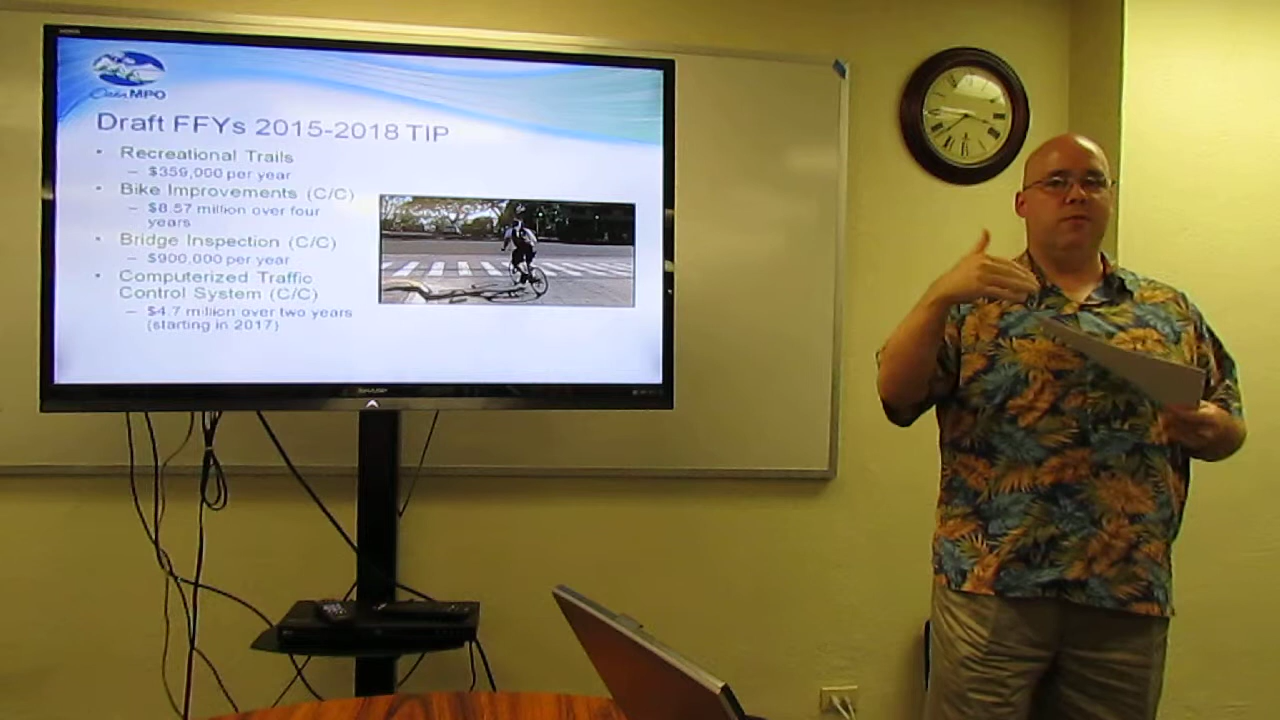 Oahu MPO
Draft FFYs 2015-2018 TIP
• Recreational Trails
– $359,000 per year
• Bike Improvements (C/C)
– $8.57 million over four
years
• Bridge Inspection (C/C)
– $900,000 per year
• Computerized Traffic
Control System (C/C)
– $4.7 million over two years
(starting in 2017)
SHARP